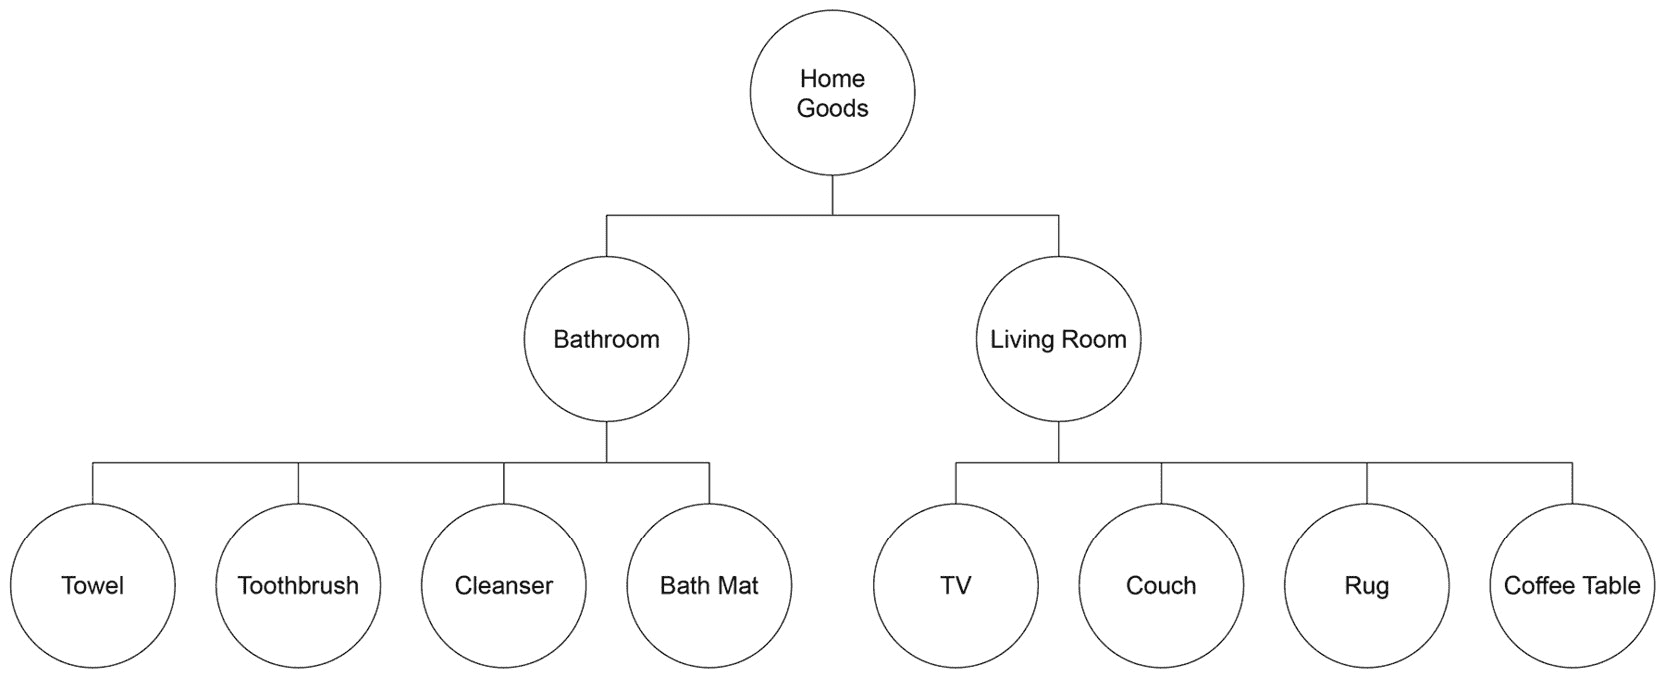 Home
Goods
Bathroom
Living Room
Towel
Toothbrush
Cleanser
Bath Mat
TV
Couch
Rug
Coffee Table